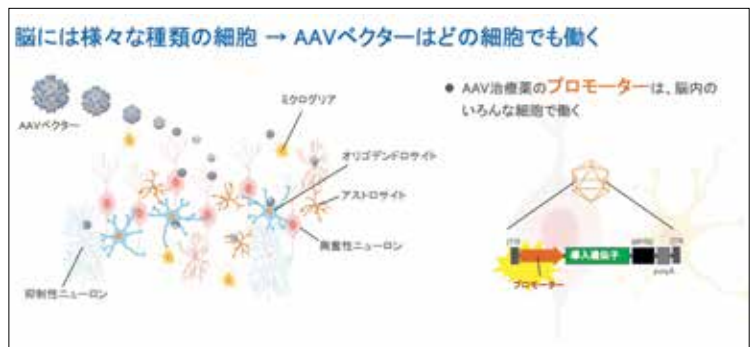 脳には様々な種類の細胞 → AAVベクターはどの細胞でも働く
AAVベクター
ミクログリア
オリゴデンドロサイト
アストロサイト
興奮性ニューロン
抑制性ニューロン
● AAV治療薬のプロモーターは、脳内の
いろんな細胞で働く
ITR
導入遺伝子
WPRE
ITR
polyA
プロモーター